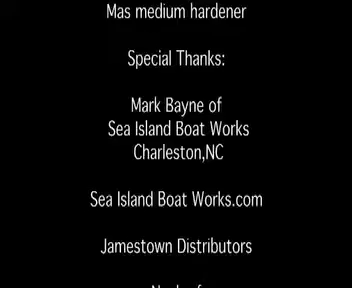 Mas medium hardener
Special Thanks:
Mark Bayne of
Sea Island Boat Works
Charleston,NC
Sea Island Boat Works.com
Jamestown Distributors